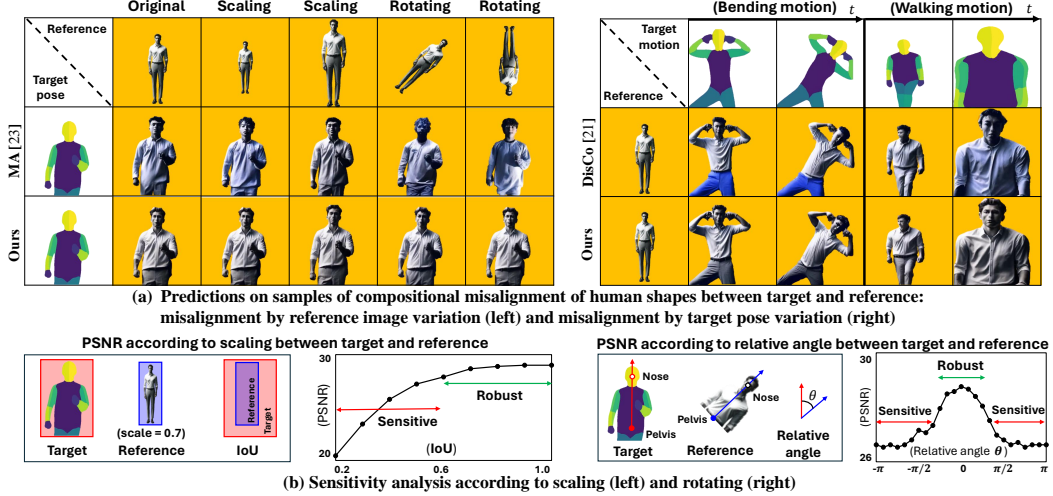 Original Scaling Scaling Rotating Rotating
Reference
Target
pose
MA [23]
Ours
(Bending motion) t (Walking motion) t
Target
motion
Reference
DisCo [21]
Ours
(a) Predictions on samples of compositional misalignment of human shapes between target and reference:
misalignment by reference image variation (left) and misalignment by target pose variation (right)
PSNR according to scaling between target and reference
Reference
Target
(scale = 0.7)
Target Reference IoU
30
(PSNR)
Robust
Sensitive
20
(IoU)
0.2 0.6 1.0
PSNR according to relative angle between target and reference
Nose
Nose
θ
Pelvis
Pelvis
Target Reference Relative
angle
30
(PSNR)
Robust
Sensitive Sensitive
26
(Relative angle θ)
-π -π/2 0 π/2 π
(b) Sensitivity analysis according to scaling (left) and rotating (right)